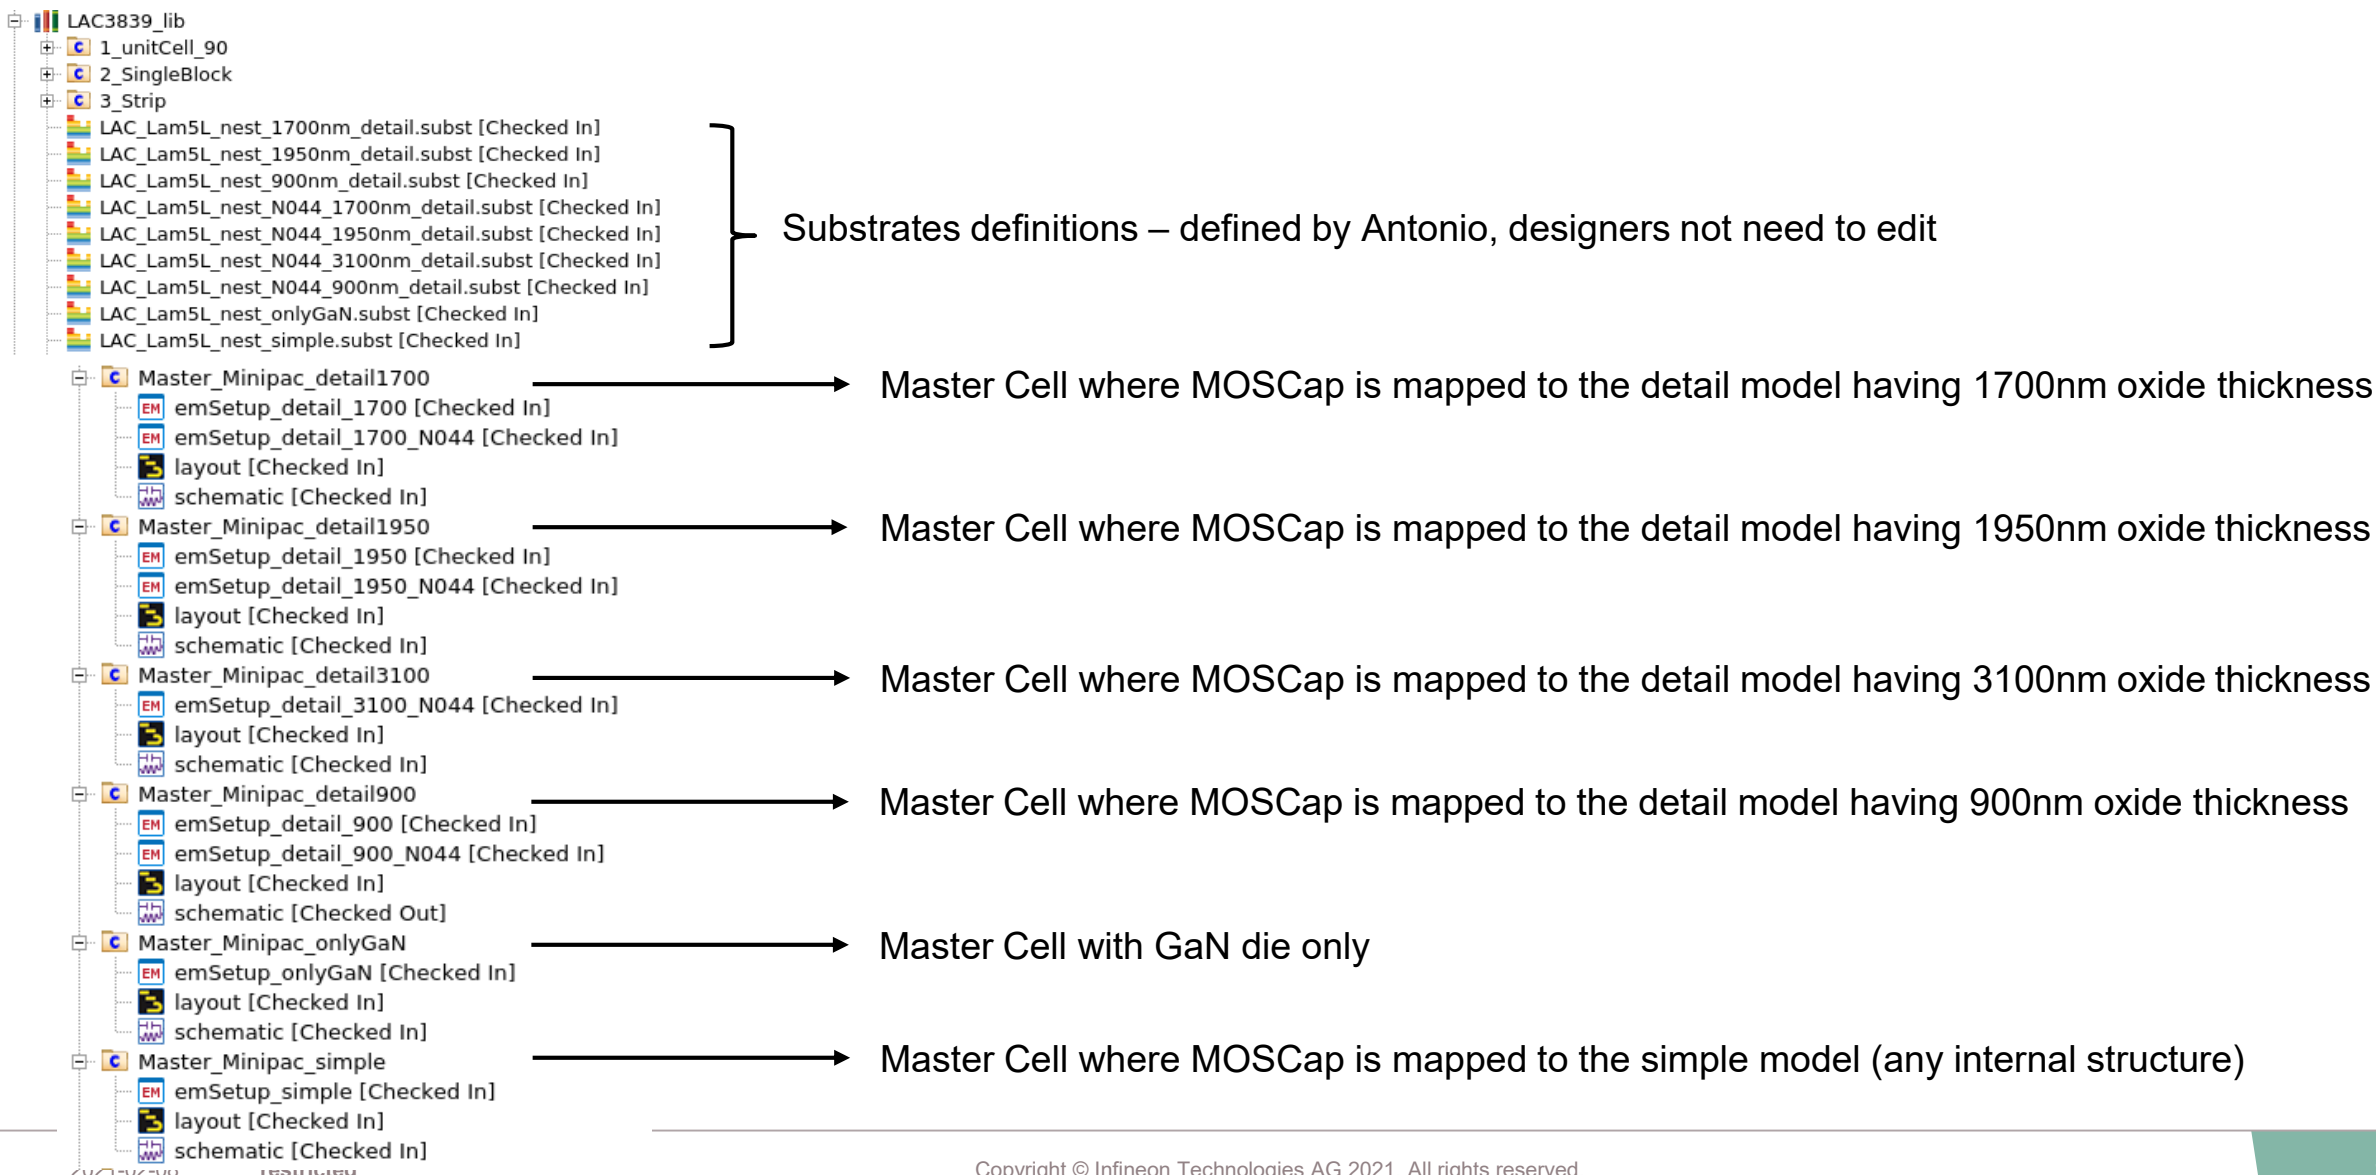 LAC3839_lib
1_unitCell_90
2_SingleBlock
3_Strip
LAC_Lam5L_nest_1700nm_detail.subst [Checked In]
LAC_Lam5L_nest_1950nm_detail.subst [Checked In]
LAC_Lam5L_nest_900nm_detail.subst [Checked In]
LAC_Lam5L_nest_N044_1700nm_detail.subst [Checked In]
LAC_Lam5L_nest_N044_1950nm_detail.subst [Checked In]
LAC_Lam5L_nest_N044_3100nm_detail.subst [Checked In]
LAC_Lam5L_nest_N044_900nm_detail.subst [Checked In]
LAC_Lam5L_nest_onlyGaN.subst [Checked In]
LAC_Lam5L_nest_simple.subst [Checked In]
Substrates definitions – defined by Antonio, designers not need to edit
Master_Minipac_detail1700
Master Cell where MOSCap is mapped to the detail model having 1700nm oxide thickness
emSetup_detail_1700 [Checked In]
emSetup_detail_1700_N044 [Checked In]
layout [Checked In]
schematic [Checked In]
Master_Minipac_detail1950
Master Cell where MOSCap is mapped to the detail model having 1950nm oxide thickness
emSetup_detail_1950 [Checked In]
emSetup_detail_1950_N044 [Checked In]
layout [Checked In]
schematic [Checked In]
Master_Minipac_detail3100
Master Cell where MOSCap is mapped to the detail model having 3100nm oxide thickness
emSetup_detail_3100_N044 [Checked In]
layout [Checked In]
schematic [Checked In]
Master_Minipac_detail900
Master Cell where MOSCap is mapped to the detail model having 900nm oxide thickness
emSetup_detail_900 [Checked In]
emSetup_detail_900_N044 [Checked In]
layout [Checked In]
schematic [Checked Out]
Master_Minipac_onlyGaN
Master Cell with GaN die only
emSetup_onlyGaN [Checked In]
layout [Checked In]
schematic [Checked In]
Master_Minipac_simple
Master Cell where MOSCap is mapped to the simple model (any internal structure)
emSetup_simple [Checked In]
layout [Checked In]
schematic [Checked In]
restricted
Copyright © Infineon Technologies AG 2021. All rights reserved